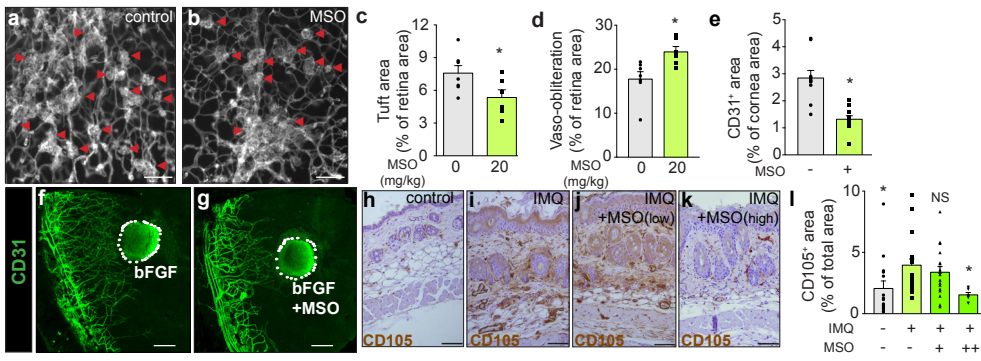 a
control
b
MSO
c
Tuft area
(% of retina area)
12
9
6
3
0
*
MSO 0 20
(mg/kg)
d
Vaso-obliteration
(% of retina area)
30
20
10
0
*
MSO 0 20
(mg/kg)
e
CD31+ area
(% of cornea area)
4
3
2
1
0
*
MSO - +
CD31
f
bFGF
g
bFGF
+MSO
h
control
CD105
i
IMQ
CD105
j
IMQ
+MSO(low)
CD105
k
IMQ
+MSO(high)
CD105
l
CD105+ area
(% of total area)
10
5
0
*
NS
*
IMQ - + + +
MSO - - + ++